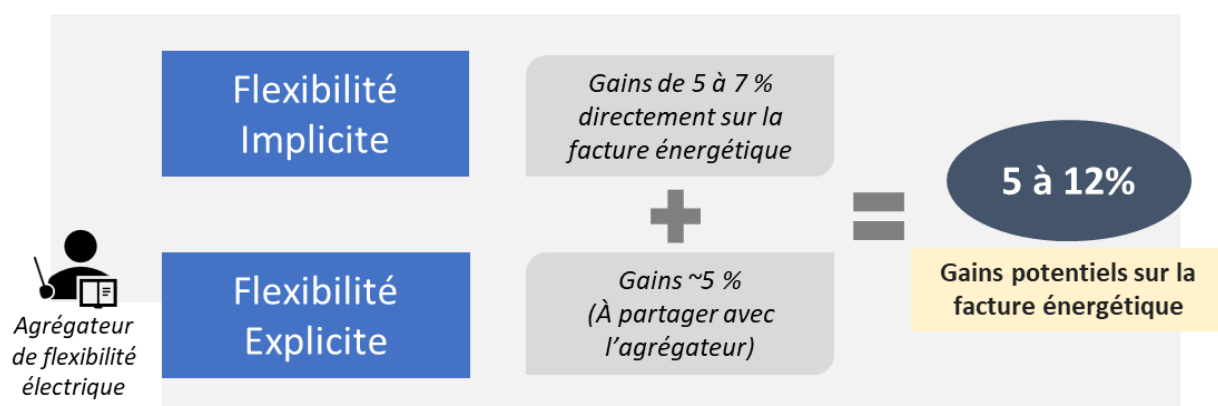 Flexibilité
Implicite
Gains de 5 à 7 %
directement sur la
facture énergétique
5 à 12%
Gains potentiels sur la
facture énergétique
Flexibilité
Explicite
Gains ~5 %
(À partager avec
l’agrégateur)
Agrégateur
de flexibilité
électrique